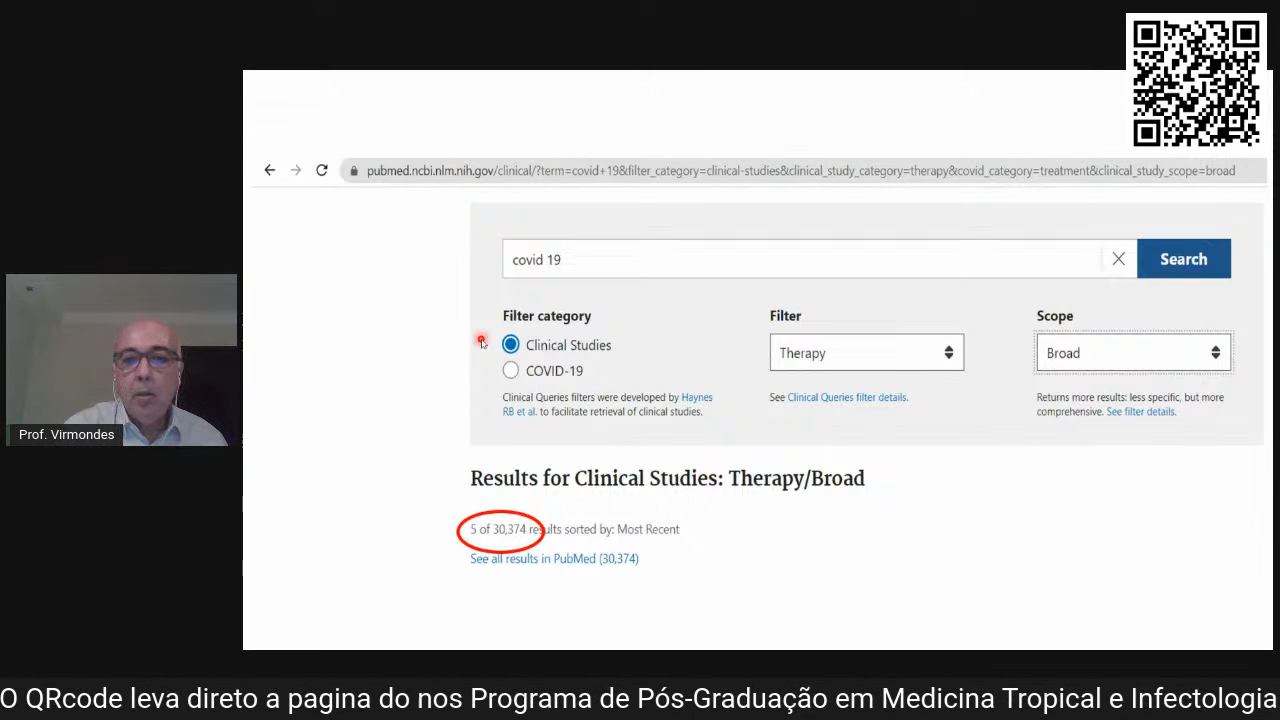 pubmed.ncbi.nlm.nih.gov/clinical/?term=covid+19&filter_category=clinical-studies&clinical_study_category=therapy&covid_category=treatment&clinical_study_scope=broad
covid 19
Search
Filter category
Filter
Scope
Clinical Studies
Therapy
Broad
COVID-19
Clinical Queries filters were developed by Haynes
RB et al. to facilitate retrieval of clinical studies.
See Clinical Queries filter details.
Returns more results: less specific, but more
comprehensive. See filter details.
Prof. Virmondes
Results for Clinical Studies: Therapy/Broad
5 of 30,374 results sorted by: Most Recent
See all results in PubMed (30,374)
O QRcode leva direto a pagina do nos Programa de Pós-Graduação em Medicina Tropical e Infectologia